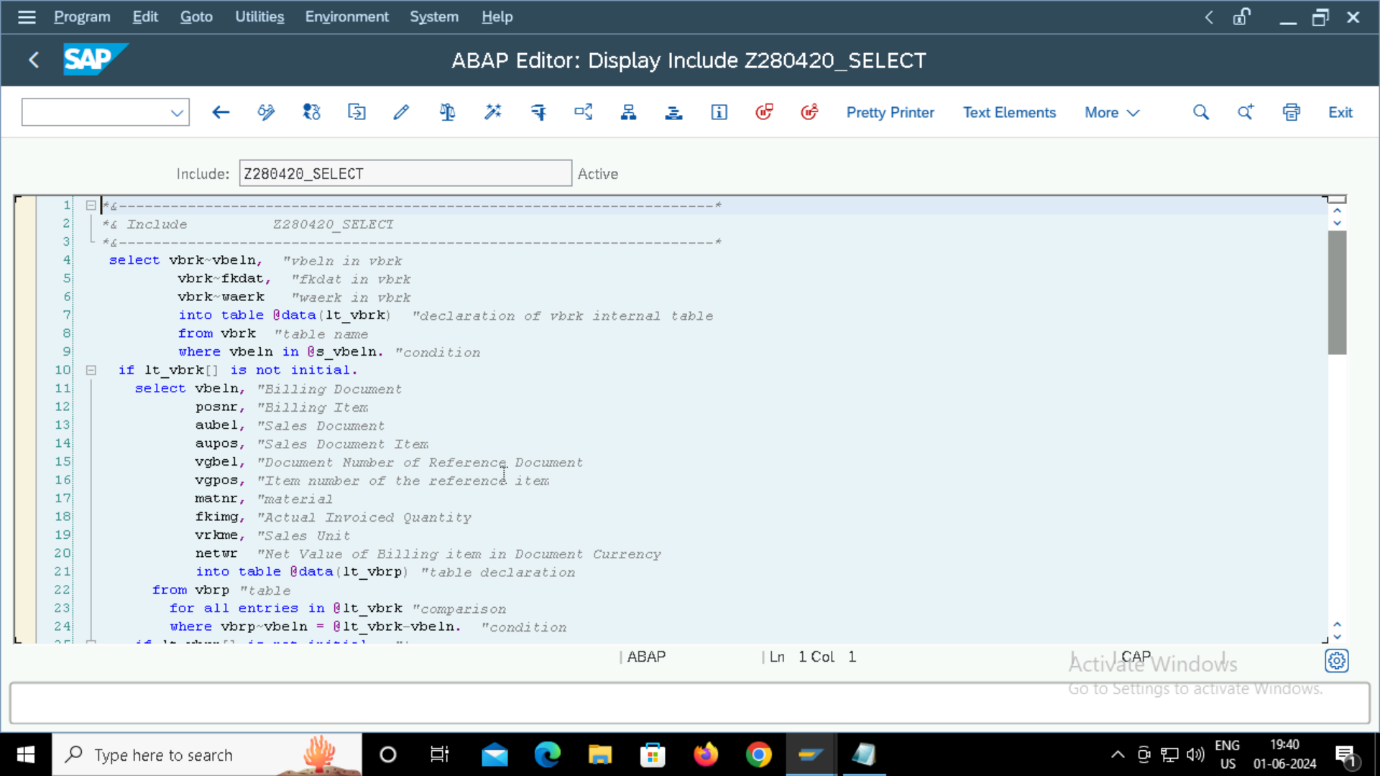 Program Edit Goto Utilities Environment System Help
SAP ABAP Editor: Display Include Z280420_SELECT
Pretty Printer Text Elements More Exit
Include: Z280420_SELECT Active
1 *&---------------------------------------------------------------------*
2 *& Include Z280420_SELECT
3 *&---------------------------------------------------------------------*
4 select vbrk~vbeln, "vbeln in vbrk
5 vbrk~fkdat, "fkdat in vbrk
6 vbrk~waerk "waerk in vbrk
7 into table @data(lt_vbrk) "declaration of vbrk internal table
8 from vbrk "table name
9 where vbeln in @s_vbeln. "condition
10 if lt_vbrk[] is not initial.
11 select vbeln, "Billing Document
12 posnr, "Billing Item
13 aubel, "Sales Document
14 aupos, "Sales Document Item
15 vgbel, "Document Number of Reference Document
16 vgpos, "Item number of the reference item
17 matnr, "material
18 fkimg, "Actual Invoiced Quantity
19 vrkme, "Sales Unit
20 netwr "Net Value of Billing item in Document Currency
21 into table @data(lt_vbrp) "table declaration
22 from vbrp "table
23 for all entries in @lt_vbrk "comparison
24 where vbrp~vbeln = @lt_vbrk-vbeln. "condition
ABAP Ln 1 Col 1 CAP
Activate Windows
Go to Settings to activate Windows.
Type here to search
ENG 19:40
US 01-06-2024 1